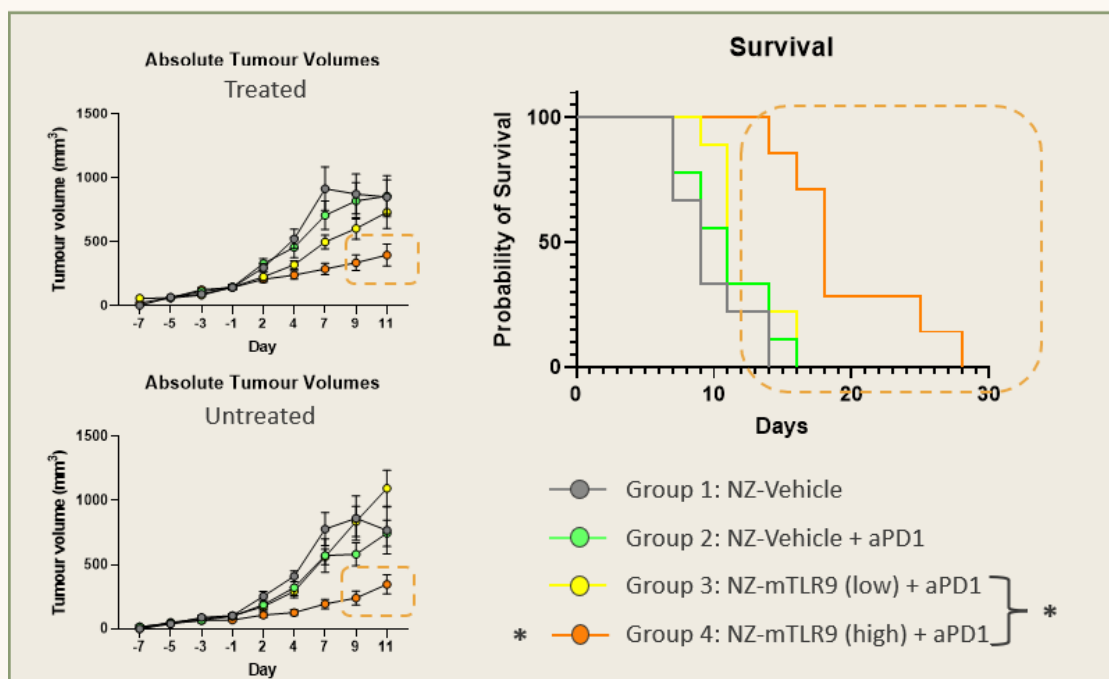 Absolute Tumour Volumes
Treated
Tumour volume (mm³)
1500
1000
500
0
-7 -5 -3 -1 2 4 7 9 11
Day
Absolute Tumour Volumes
Untreated
Tumour volume (mm³)
1500
1000
500
0
-7 -5 -3 -1 2 4 7 9 11
Day
Survival
Probability of Survival
100
50
0
0 10 20 30
Days
Group 1: NZ-Vehicle
Group 2: NZ-Vehicle + aPD1
Group 3: NZ-mTLR9 (low) + aPD1
* Group 4: NZ-mTLR9 (high) + aPD1
*